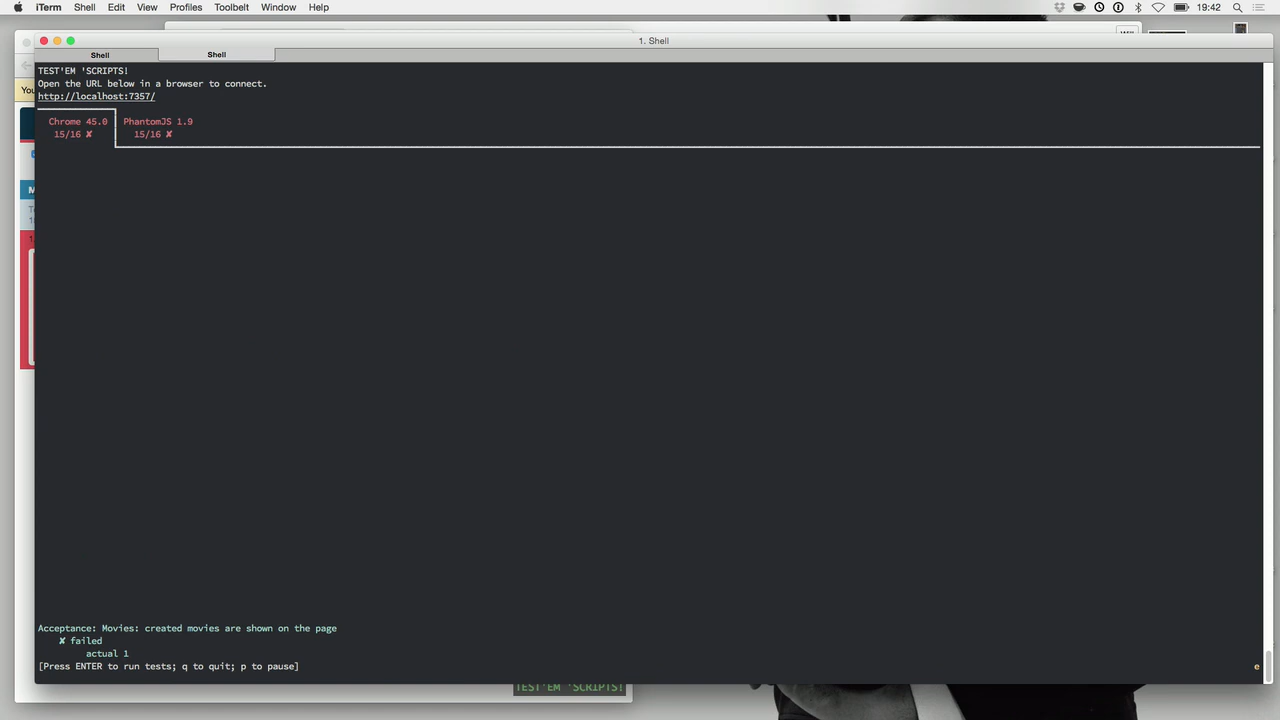 iTerm Shell Edit View Profiles Toolbelt Window Help 19:42
1. Shell
Shell Shell
TEST'EM 'SCRIPTS!
Open the URL below in a browser to connect.
http://localhost:7357/
Chrome 45.0 PhantomJS 1.9
15/16 ✘ 15/16 ✘
Acceptance: Movies: created movies are shown on the page
✘ failed
actual 1
[Press ENTER to run tests; q to quit; p to pause]
e
TEST'EM 'SCRIPTS!